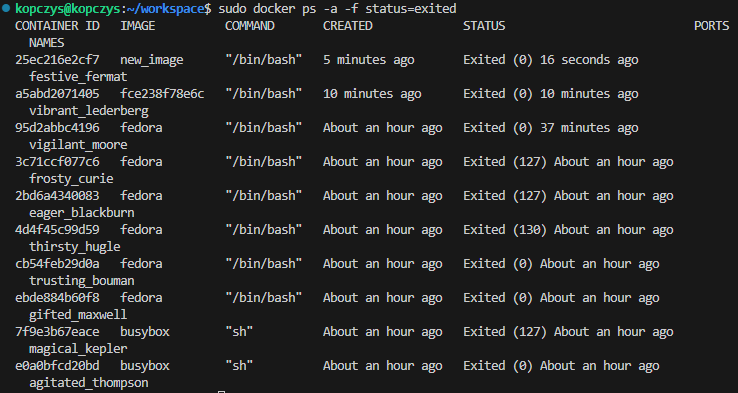 kopczys@kopczys:~/workspace$ sudo docker ps -a -f status=exited
CONTAINER ID   IMAGE          COMMAND       CREATED             STATUS                           PORTS
  NAMES
25ec216e2cf7   new_image      "/bin/bash"   5 minutes ago       Exited (0) 16 seconds ago
  festive_fermat
a5abd2071405   fce238f78e6c   "/bin/bash"   10 minutes ago      Exited (0) 10 minutes ago
  vibrant_lederberg
95d2abbc4196   fedora         "/bin/bash"   About an hour ago   Exited (0) 37 minutes ago
  vigilant_moore
3c71ccf077c6   fedora         "/bin/bash"   About an hour ago   Exited (127) About an hour ago
  frosty_curie
2bd6a4340083   fedora         "/bin/bash"   About an hour ago   Exited (127) About an hour ago
  eager_blackburn
4d4f45c99d59   fedora         "/bin/bash"   About an hour ago   Exited (130) About an hour ago
  thirsty_hugle
cb54feb29d0a   fedora         "/bin/bash"   About an hour ago   Exited (0) About an hour ago
  trusting_bouman
ebde884b60f8   fedora         "/bin/bash"   About an hour ago   Exited (0) About an hour ago
  gifted_maxwell
7f9e3b67eace   busybox        "sh"          About an hour ago   Exited (127) About an hour ago
  magical_kepler
e0a0bfcd20bd   busybox        "sh"          About an hour ago   Exited (0) About an hour ago
  agitated_thompson